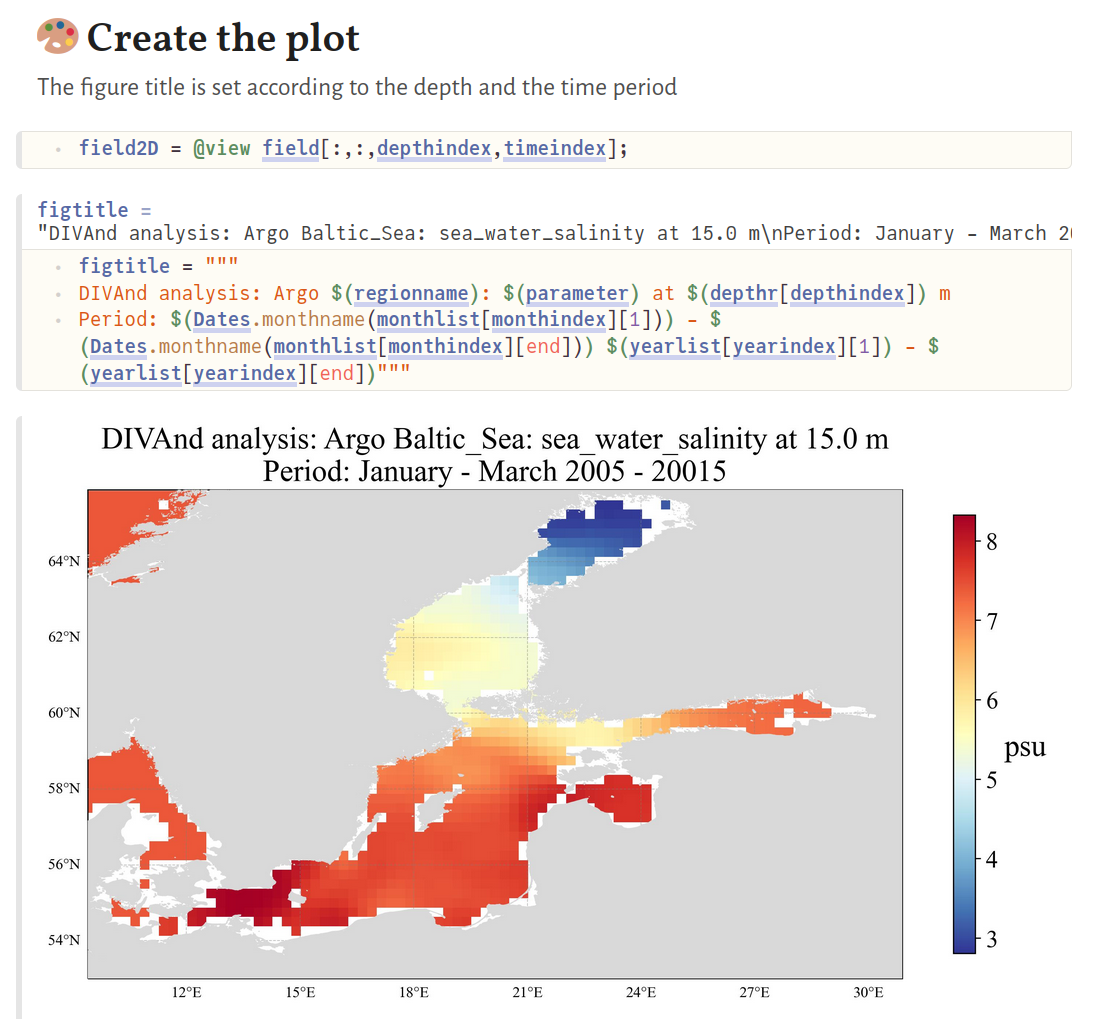 Create the plot
The figure title is set according to the depth and the time period
field2D = @view field[:,:,depthindex,timeindex];
figtitle =
"DIVAnd analysis: Argo Baltic_Sea: sea_water_salinity at 15.0 m\nPeriod: January - March 20
figtitle = """
DIVAnd analysis: Argo $(regionname): $(parameter) at $(depthr[depthindex]) m
Period: $(Dates.monthname(monthlist[monthindex][1])) - $
(Dates.monthname(monthlist[monthindex][end])) $(yearlist[yearindex][1]) - $
(yearlist[yearindex][end])"""
DIVAnd analysis: Argo Baltic_Sea: sea_water_salinity at 15.0 m
Period: January - March 2005 - 20015
64°N
62°N
60°N
58°N
56°N
54°N
12°E 15°E 18°E 21°E 24°E 27°E 30°E
8
7
6
psu
5
4
3